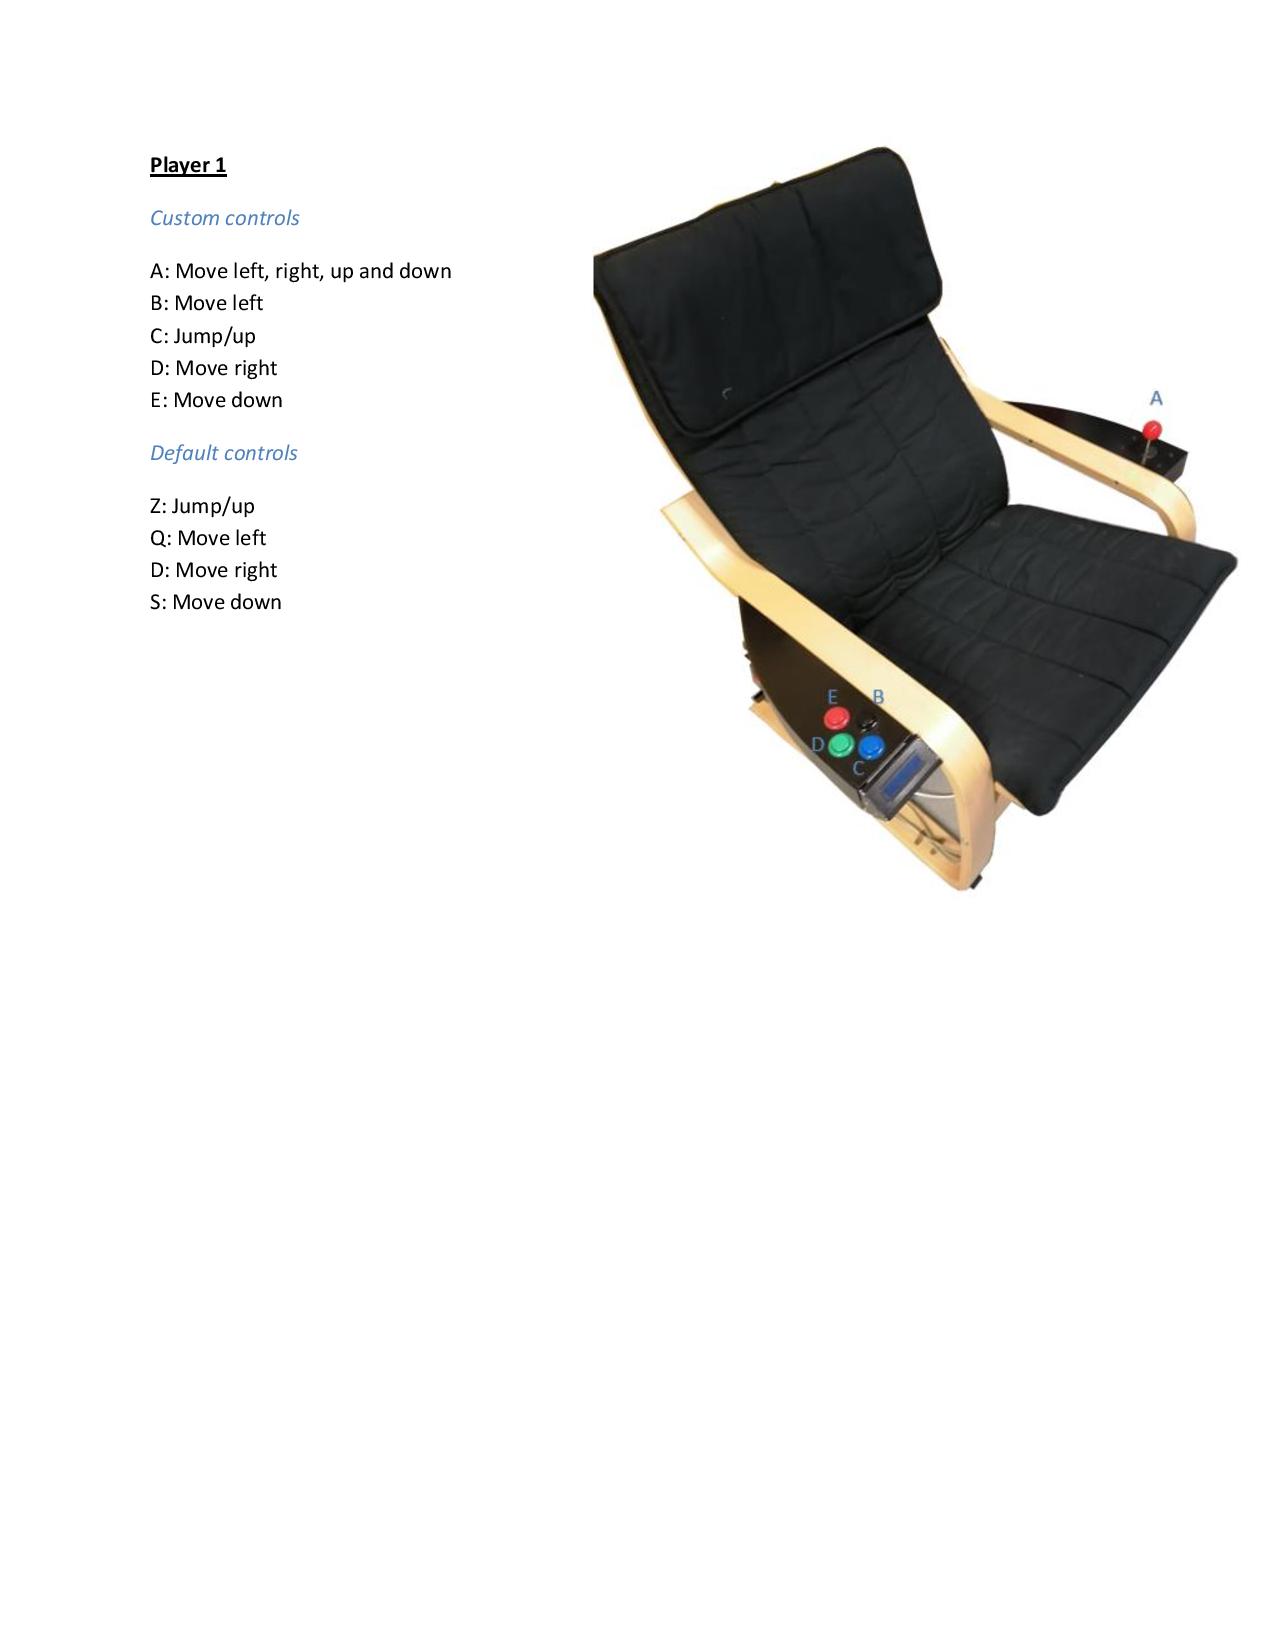 Player 1
Custom controls
A: Move left, right, up and down
B: Move left
C: Jump/up
D: Move right
E: Move down
Default controls
Z: Jump/up
Q: Move left
D: Move right
S: Move down
A
E B
D
C